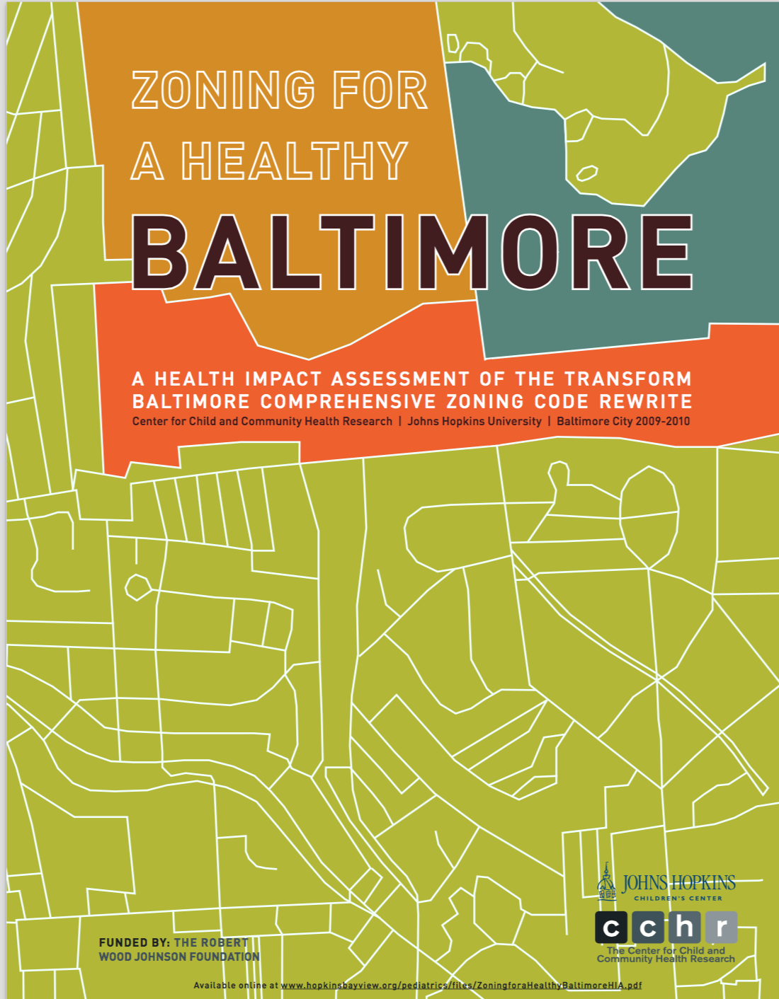 ZONING FOR
A HEALTHY
BALTIMORE
A HEALTH IMPACT ASSESSMENT OF THE TRANSFORM
BALTIMORE COMPREHENSIVE ZONING CODE REWRITE
Center for Child and Community Health Research | Johns Hopkins University | Baltimore City 2009-2010
JOHNS HOPKINS
CHILDREN'S CENTER
c c h r
The Center for Child and
Community Health Research
FUNDED BY: THE ROBERT
WOOD JOHNSON FOUNDATION
Available online at www.hopkinsbayview.org/pediatrics/files/ZoningforaHealthyBaltimoreHIA.pdf